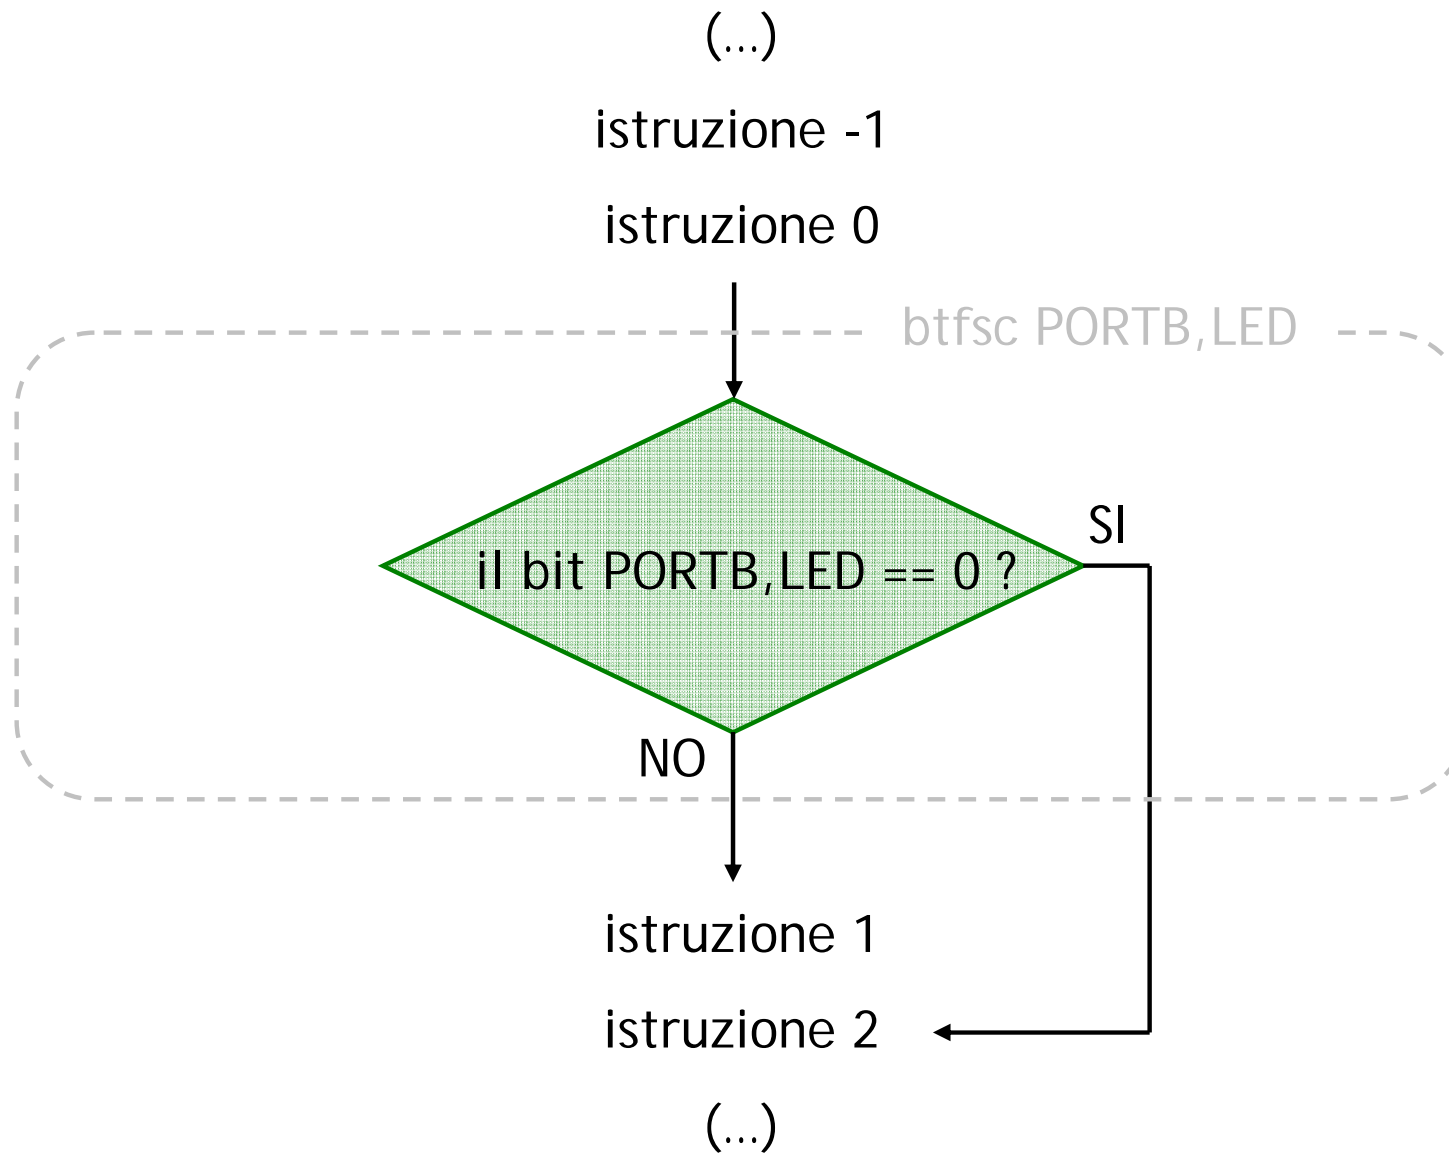 (...)
istruzione -1
istruzione 0
btfsc PORTB,LED
SI
il bit PORTB,LED == 0 ?
NO
istruzione 1
istruzione 2
(...)